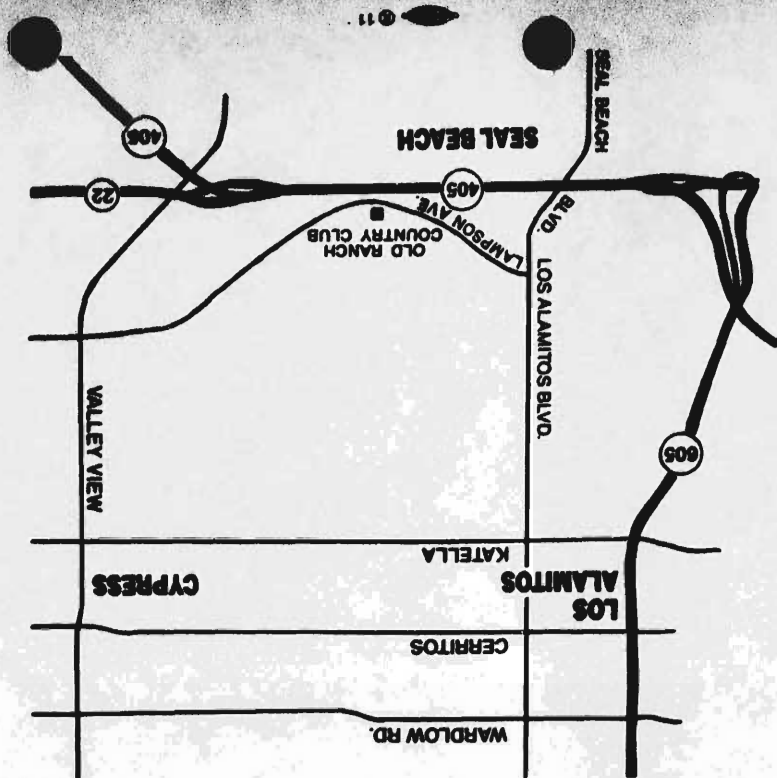 WARDLOW RD.
CERRITOS
LOS
ALAMITOS
CYPRESS
KATELLA
605
VALLEY VIEW
LOS ALAMITOS BLVD.
OLD RANCH
COUNTRY CLUB
LAMPSON AVE.
BLVD.
22
405
405
SEAL BEACH
SEAL BEACH
11